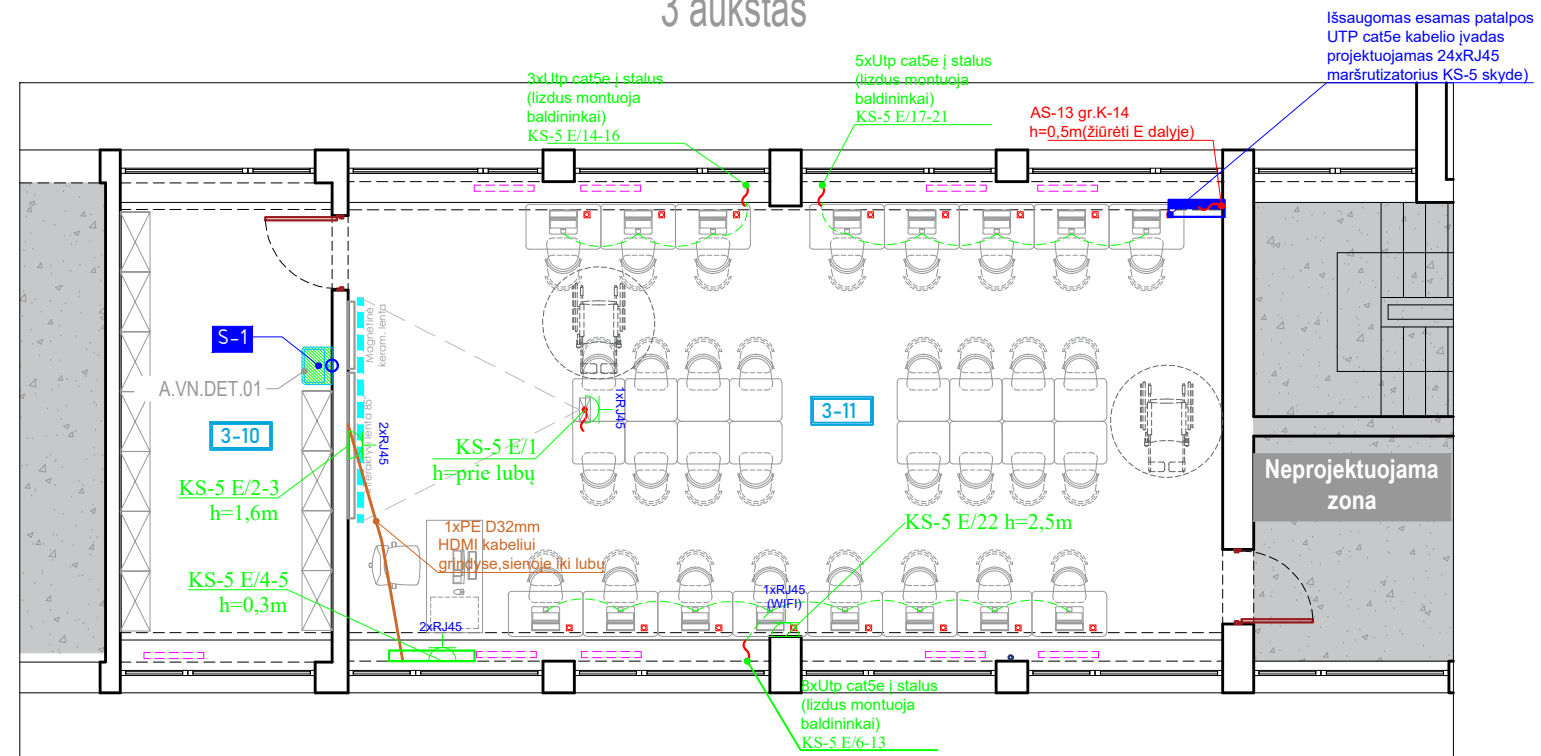 3 aukštas
Išsaugomas esamas patalpos
UTP cat5e kabelio įvadas
projektuojamas 24xRJ45
maršrutizatorius KS-5 skyde)
3xUtp cat5e į stalus
(lizdus montuoja
baldininkai)
KS-5 E/14-16
5xUtp cat5e į stalus
(lizdus montuoja
baldininkai)
KS-5 E/17-21
AS-13 gr.K-14
h=0,5m(žiūrėti E dalyje)
S-1
A.VN.DET.01
Magnetinė
keram. lenta
Interaktyvi lenta 85"
2xRJ45
3-10
KS-5 E/2-3
h=1,6m
KS-5 E/1
h=prie lubų
1xRJ45
3-11
1xPE D32mm
HDMI kabeliui
grindyse,sienoje iki lubų
KS-5 E/4-5
h=0,3m
2xRJ45
KS-5 E/22 h=2,5m
1xRJ45
(WIFI)
8xUtp cat5e į stalus
(lizdus montuoja
baldininkai)
KS-5 E/6-13
Neprojektuojama
zona